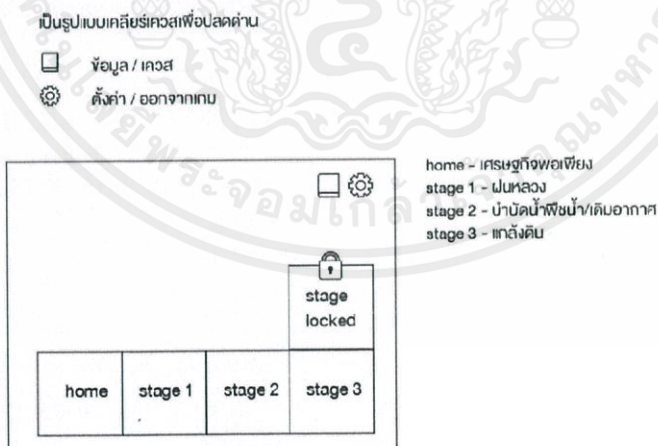 เป็นรูปแบบเคลียร์เควสเพื่อปลดด่าน
ข้อมูล / เควส
ตั้งค่า / ออกจากเกม
home - เศรษฐกิจพอเพียง
stage 1 - ฝนหลวง
stage 2 - บำบัดน้ำพืชน้ำ/เติมอากาศ
stage 3 - แกล้งดิน
stage
locked
home
stage 1
stage 2
stage 3